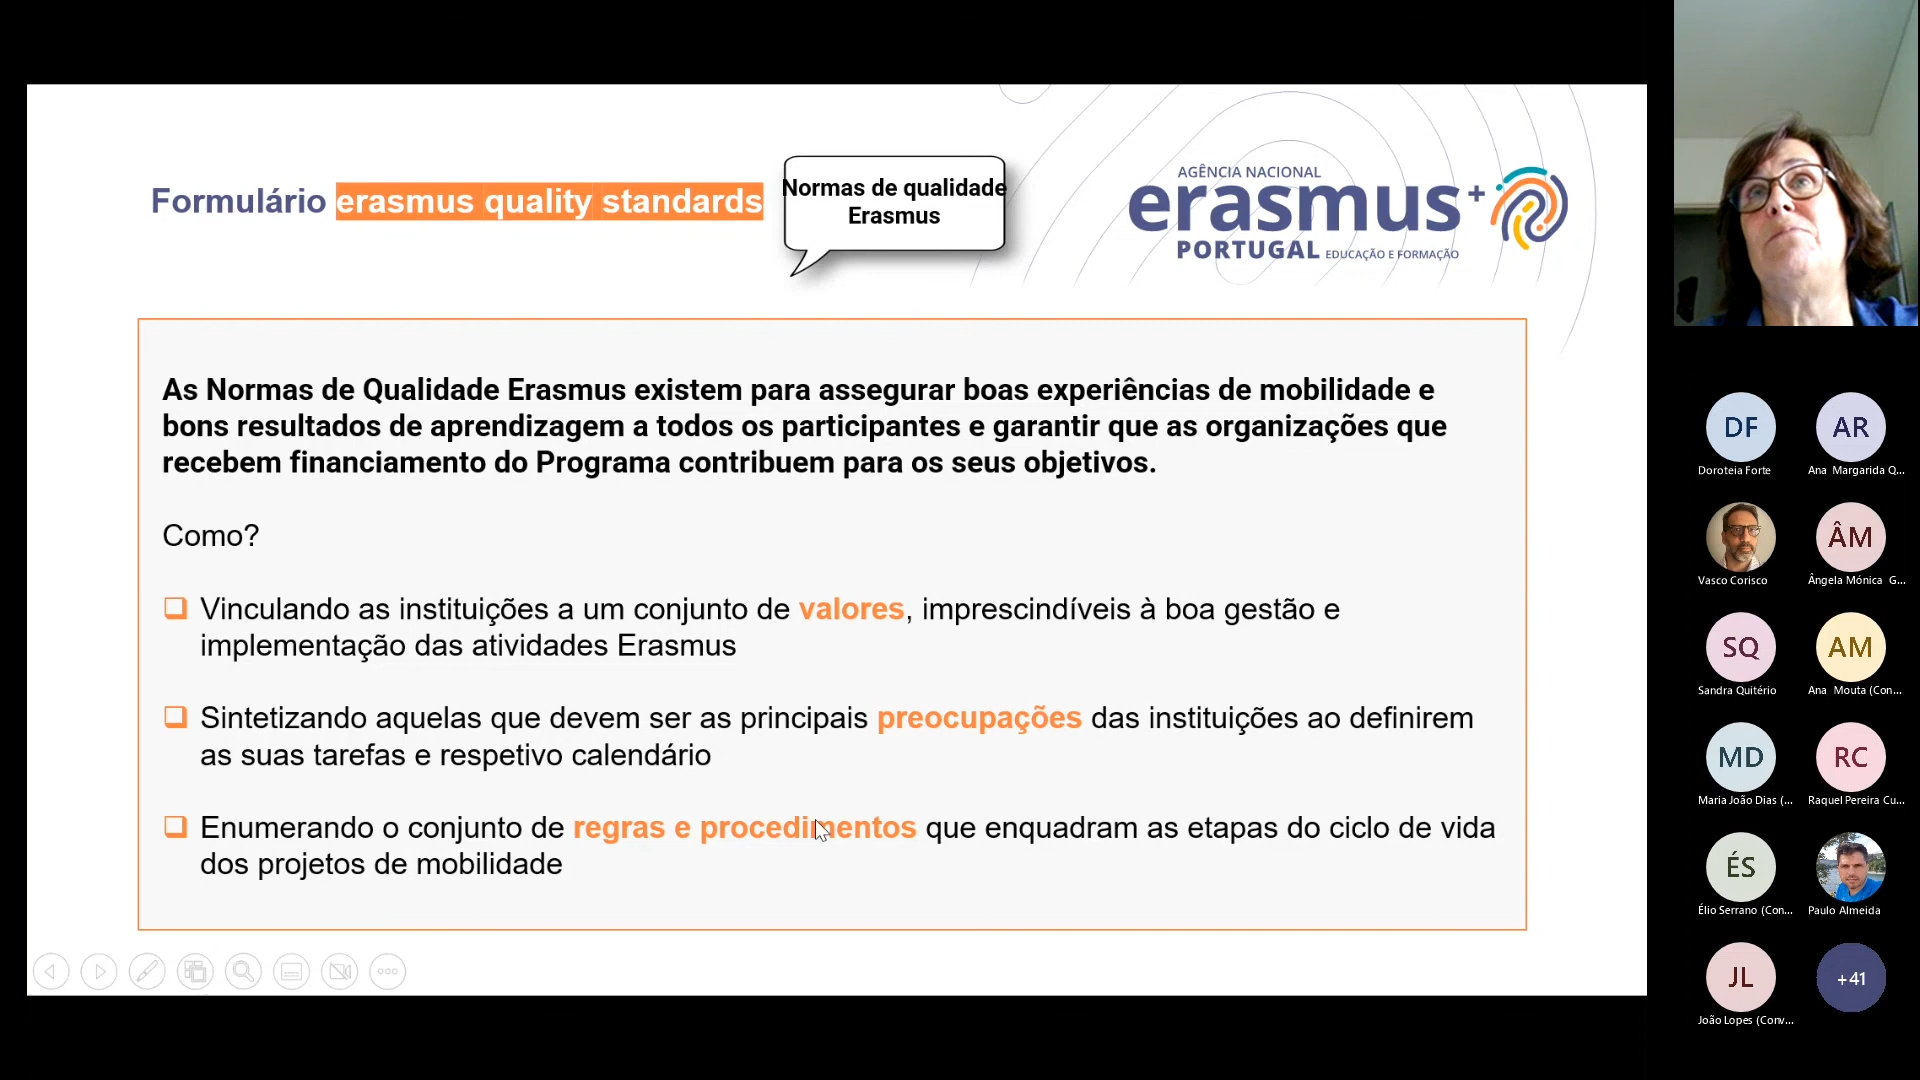 Formulário erasmus quality standards
Normas de qualidade
Erasmus
AGÊNCIA NACIONAL
erasmus+
PORTUGAL EDUCAÇÃO E FORMAÇÃO
As Normas de Qualidade Erasmus existem para assegurar boas experiências de mobilidade e
bons resultados de aprendizagem a todos os participantes e garantir que as organizações que
recebem financiamento do Programa contribuem para os seus objetivos.
Como?
Vinculando as instituições a um conjunto de valores, imprescindíveis à boa gestão e
implementação das atividades Erasmus
Sintetizando aquelas que devem ser as principais preocupações das instituições ao definirem
as suas tarefas e respetivo calendário
Enumerando o conjunto de regras e procedimentos que enquadram as etapas do ciclo de vida
dos projetos de mobilidade
DF
Doroteia Forte
AR
Ana Margarida Q...
Vasco Corisco
ÂM
Ângela Mónica G...
SQ
Sandra Quitério
AM
Ana Mouta (Con...
MD
Maria João Dias (...
RC
Raquel Pereira Cu...
ÉS
Élio Serrano (Con...
Paulo Almeida
JL
João Lopes (Conv...
+41